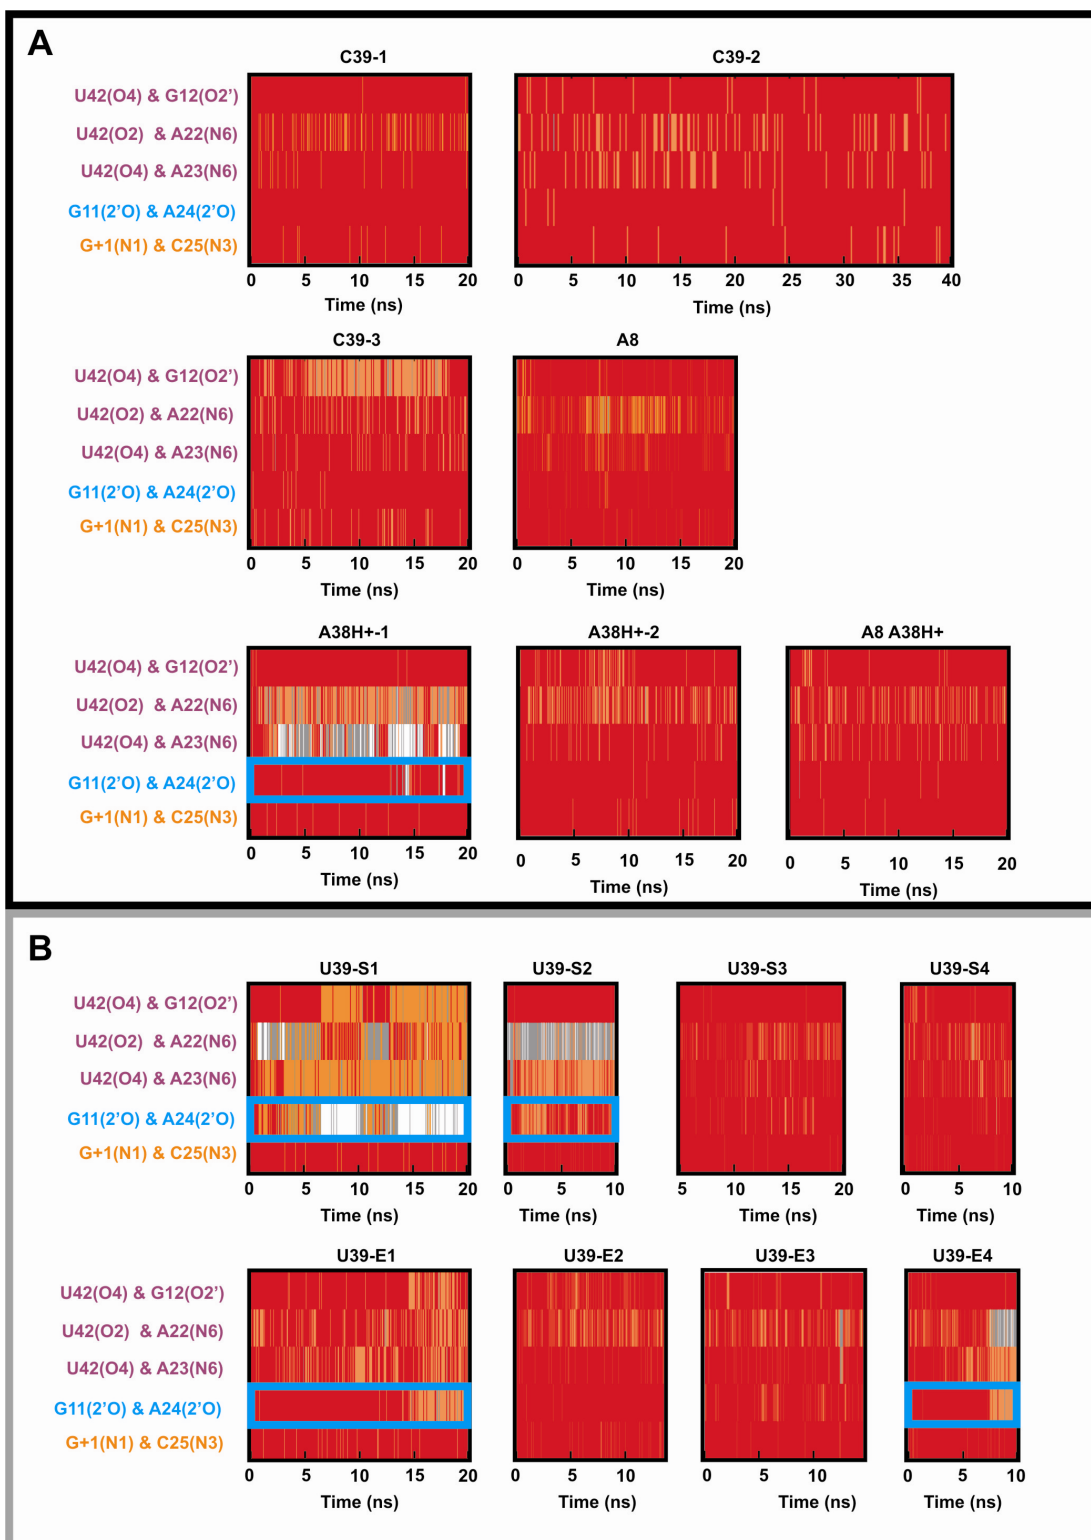 A
C39-1 C39-2
U42(O4) & G12(O2')
U42(O2) & A22(N6)
U42(O4) & A23(N6)
G11(2'O) & A24(2'O)
G+1(N1) & C25(N3)
0 5 10 15 20 0 5 10 15 20 25 30 35 40
Time (ns) Time (ns)
C39-3 A8
U42(O4) & G12(O2')
U42(O2) & A22(N6)
U42(O4) & A23(N6)
G11(2'O) & A24(2'O)
G+1(N1) & C25(N3)
0 5 10 15 20 0 5 10 15 20
Time (ns) Time (ns)
A38H+-1 A38H+-2 A8 A38H+
U42(O4) & G12(O2')
U42(O2) & A22(N6)
U42(O4) & A23(N6)
G11(2'O) & A24(2'O)
G+1(N1) & C25(N3)
0 5 10 15 20 0 5 10 15 20 0 5 10 15 20
Time (ns) Time (ns) Time (ns)
B
U39-S1 U39-S2 U39-S3 U39-S4
U42(O4) & G12(O2')
U42(O2) & A22(N6)
U42(O4) & A23(N6)
G11(2'O) & A24(2'O)
G+1(N1) & C25(N3)
0 5 10 15 20 0 5 10 5 10 15 20 0 5 10
Time (ns) Time (ns) Time (ns) Time (ns)
U39-E1 U39-E2 U39-E3 U39-E4
U42(O4) & G12(O2')
U42(O2) & A22(N6)
U42(O4) & A23(N6)
G11(2'O) & A24(2'O)
G+1(N1) & C25(N3)
0 5 10 15 20 0 5 10 0 5 10 0 5 10
Time (ns) Time (ns) Time (ns) Time (ns)